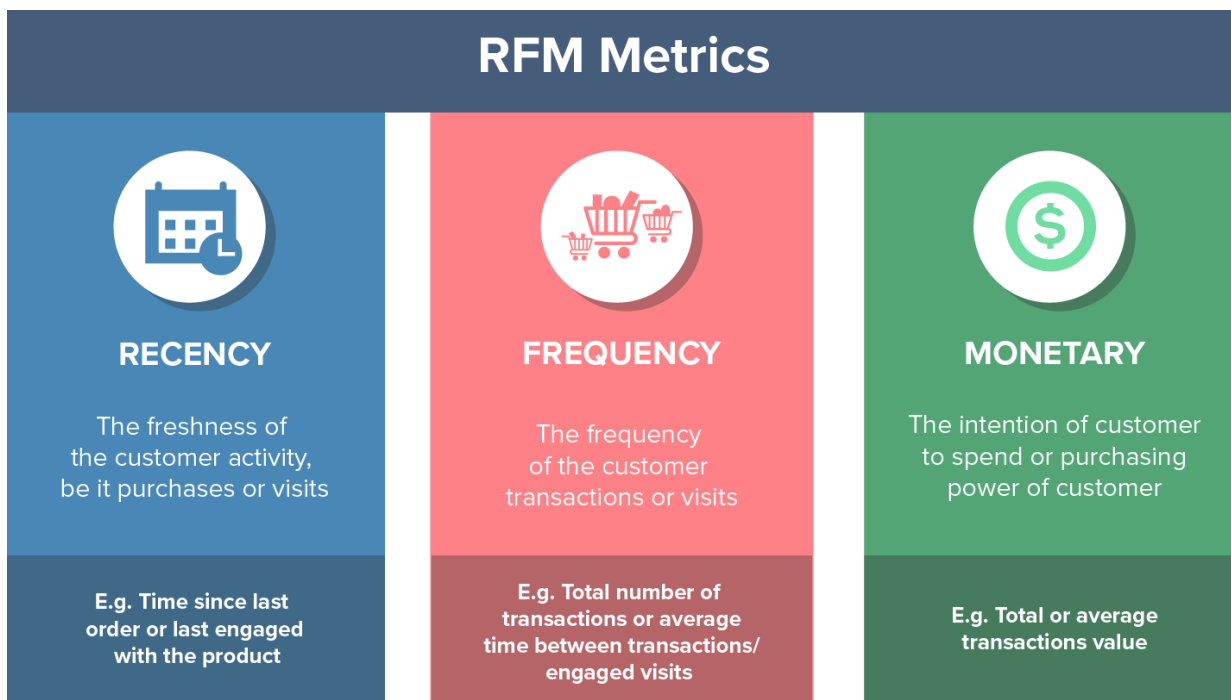 RFM Metrics
RECENCY
The freshness of
the customer activity,
be it purchases or visits
E.g. Time since last
order or last engaged
with the product
FREQUENCY
The frequency
of the customer
transactions or visits
E.g. Total number of
transactions or average
time between transactions/
engaged visits
$
MONETARY
The intention of customer
to spend or purchasing
power of customer
E.g. Total or average
transactions value